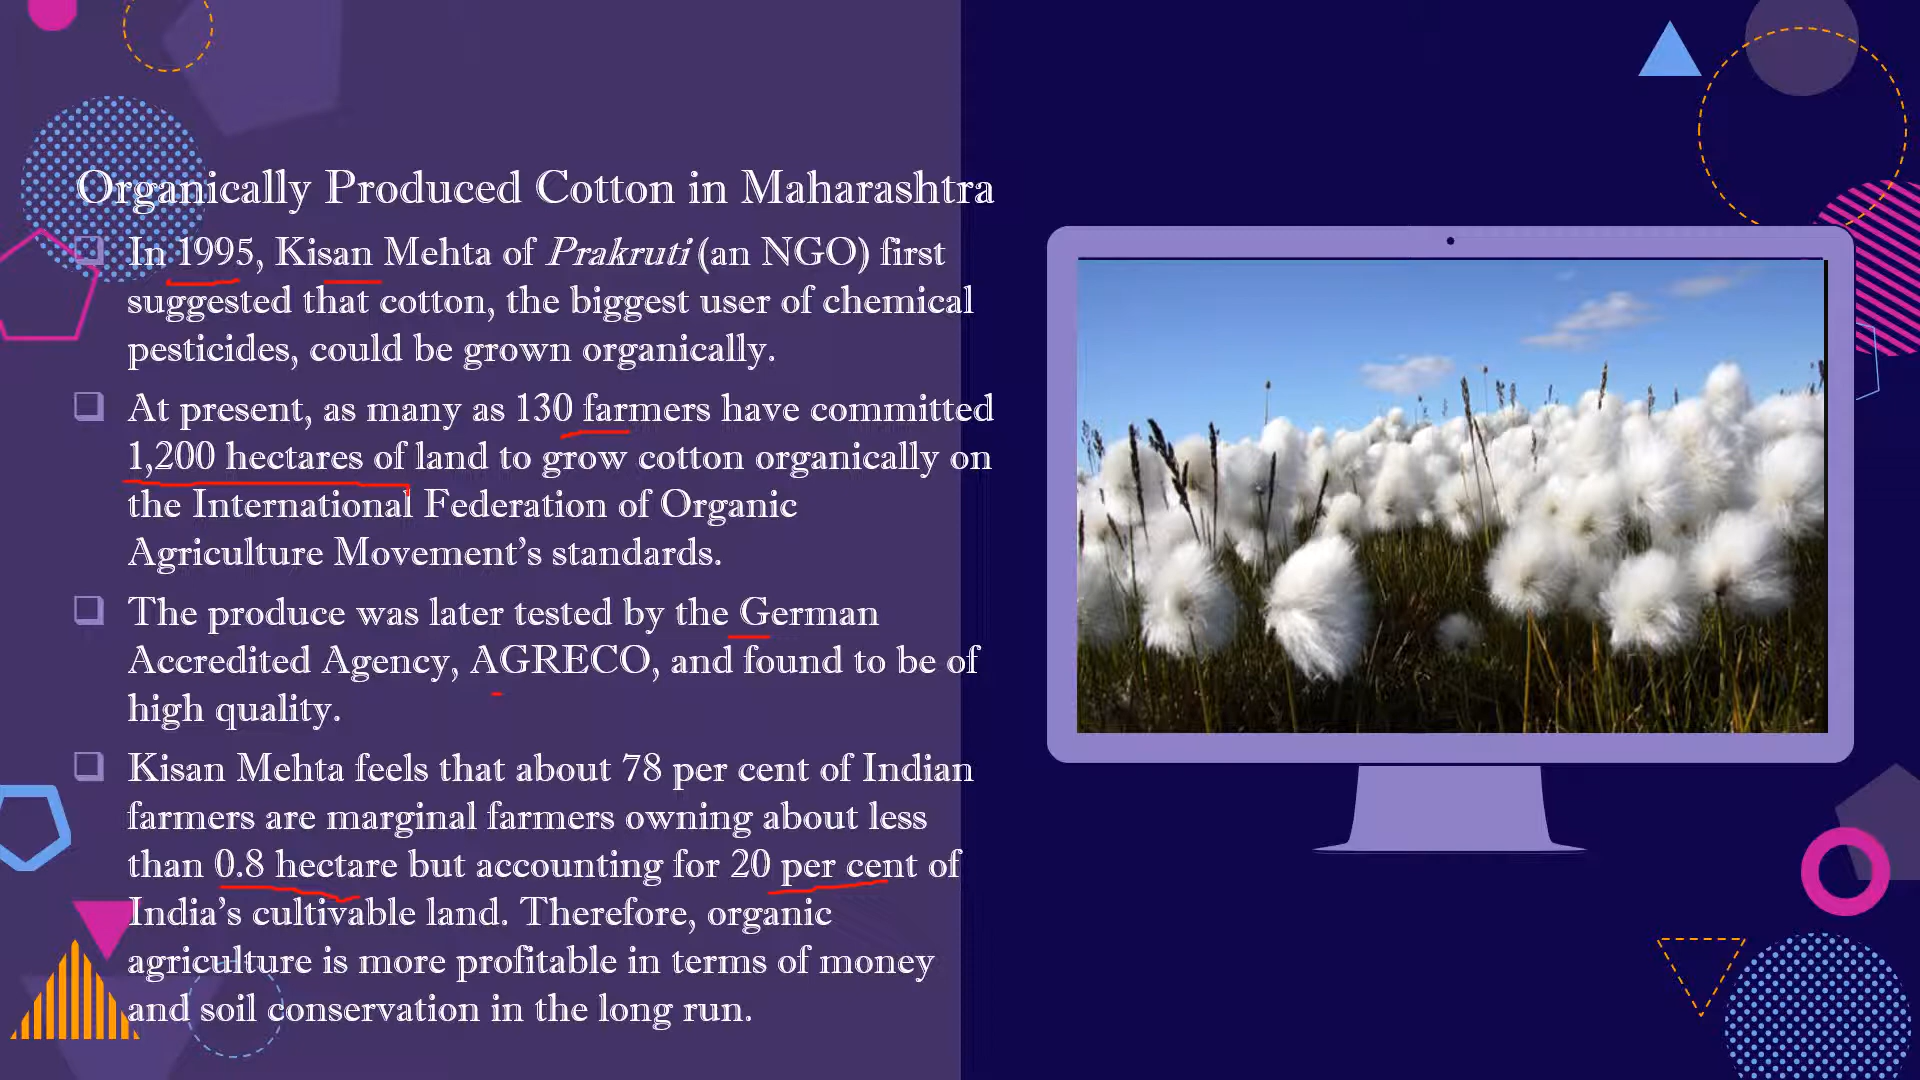 Organically Produced Cotton in Maharashtra
In 1995, Kisan Mehta of Prakruti (an NGO) first
suggested that cotton, the biggest user of chemical
pesticides, could be grown organically.
At present, as many as 130 farmers have committed
1,200 hectares of land to grow cotton organically on
the International Federation of Organic
Agriculture Movement’s standards.
The produce was later tested by the German
Accredited Agency, AGRECO, and found to be of
high quality.
Kisan Mehta feels that about 78 per cent of Indian
farmers are marginal farmers owning about less
than 0.8 hectare but accounting for 20 per cent of
India’s cultivable land. Therefore, organic
agriculture is more profitable in terms of money
and soil conservation in the long run.